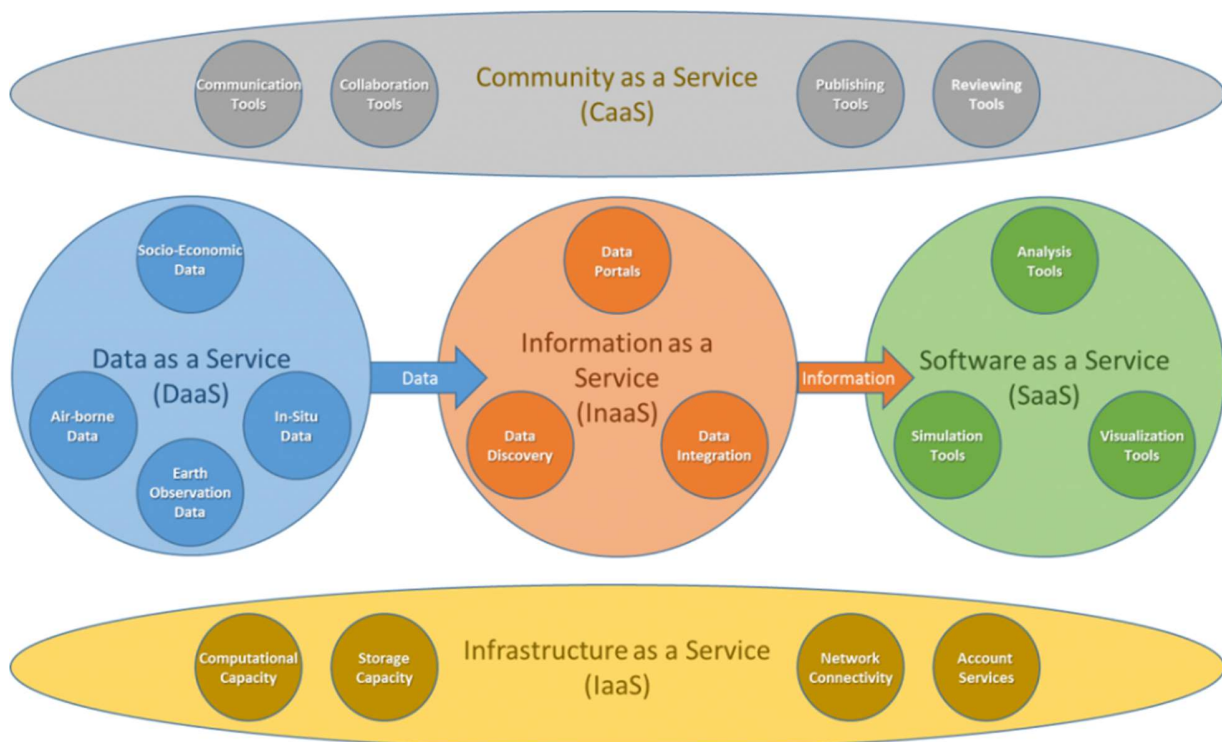 Communication
Tools
Collaboration
Tools
Community as a Service
(CaaS)
Publishing
Tools
Reviewing
Tools
Socio-Economic
Data
Data as a Service
(DaaS)
Air-borne
Data
In-Situ
Data
Earth
Observation
Data
Data
Data
Portals
Information as a
Service
(InaaS)
Data
Discovery
Data
Integration
Information
Analysis
Tools
Software as a Service
(SaaS)
Simulation
Tools
Visualization
Tools
Computational
Capacity
Storage
Capacity
Infrastructure as a Service
(IaaS)
Network
Connectivity
Account
Services